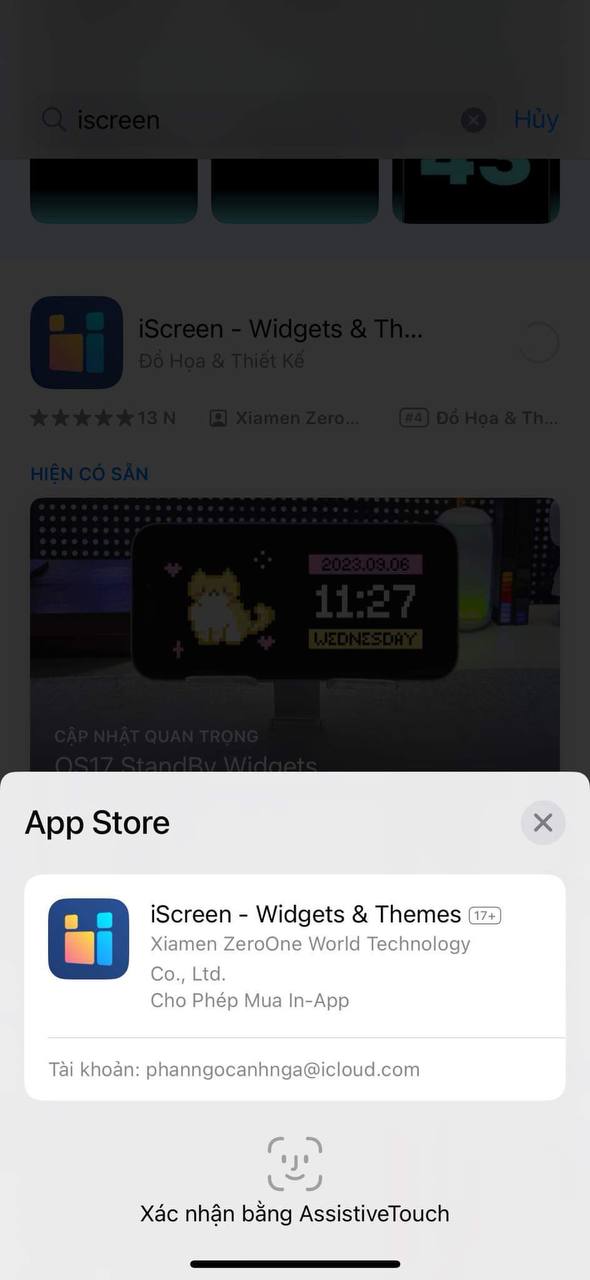 iscreen
Hủy
43
iScreen - Widgets & Th...
Đồ Họa & Thiết Kế
13 N
Xiamen Zero...
#4 Đồ Họa & Th...
HIỆN CÓ SẴN
2023.09.06
11:27
WEDNESDAY
CẬP NHẬT QUAN TRỌNG
OS17 StandBy Widgets
App Store
iScreen - Widgets & Themes 17+
Xiamen ZeroOne World Technology
Co., Ltd.
Cho Phép Mua In-App
Tài khoản: phanngocanhnga@icloud.com
Xác nhận bằng AssistiveTouch